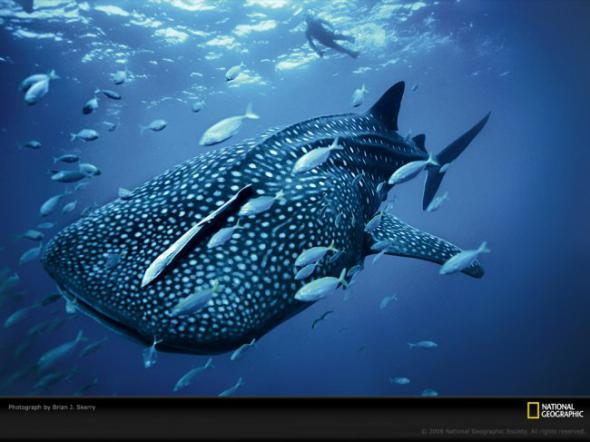 Photograph by Brian J. Skerry
NATIONAL
GEOGRAPHIC
© 2008 National Geographic Society. All rights reserved.